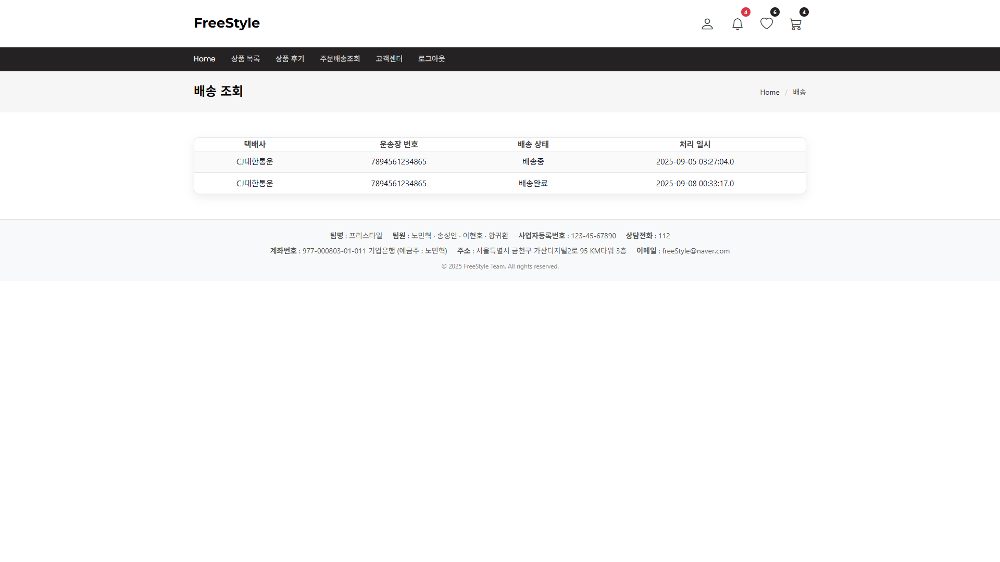 FreeStyle
4
6
4
Home 상품 목록 상품 후기 주문배송조회 고객센터 로그아웃
배송 조회
Home / 배송
택배사 운송장 번호 배송 상태 처리 일시
CJ대한통운 7894561234865 배송중 2025-09-05 03:27:04.0
CJ대한통운 7894561234865 배송완료 2025-09-08 00:33:17.0
팀명 : 프리스타일 팀원 : 노민혁 · 송성인 · 이현호 · 황귀환 사업자등록번호 : 123-45-67890 상담전화 : 112
계좌번호 : 977-000803-01-011 기업은행 (예금주 : 노민혁) 주소 : 서울특별시 금천구 가산디지털2로 95 KM타워 3층 이메일 : freeStyle@naver.com
© 2025 FreeStyle Team. All rights reserved.